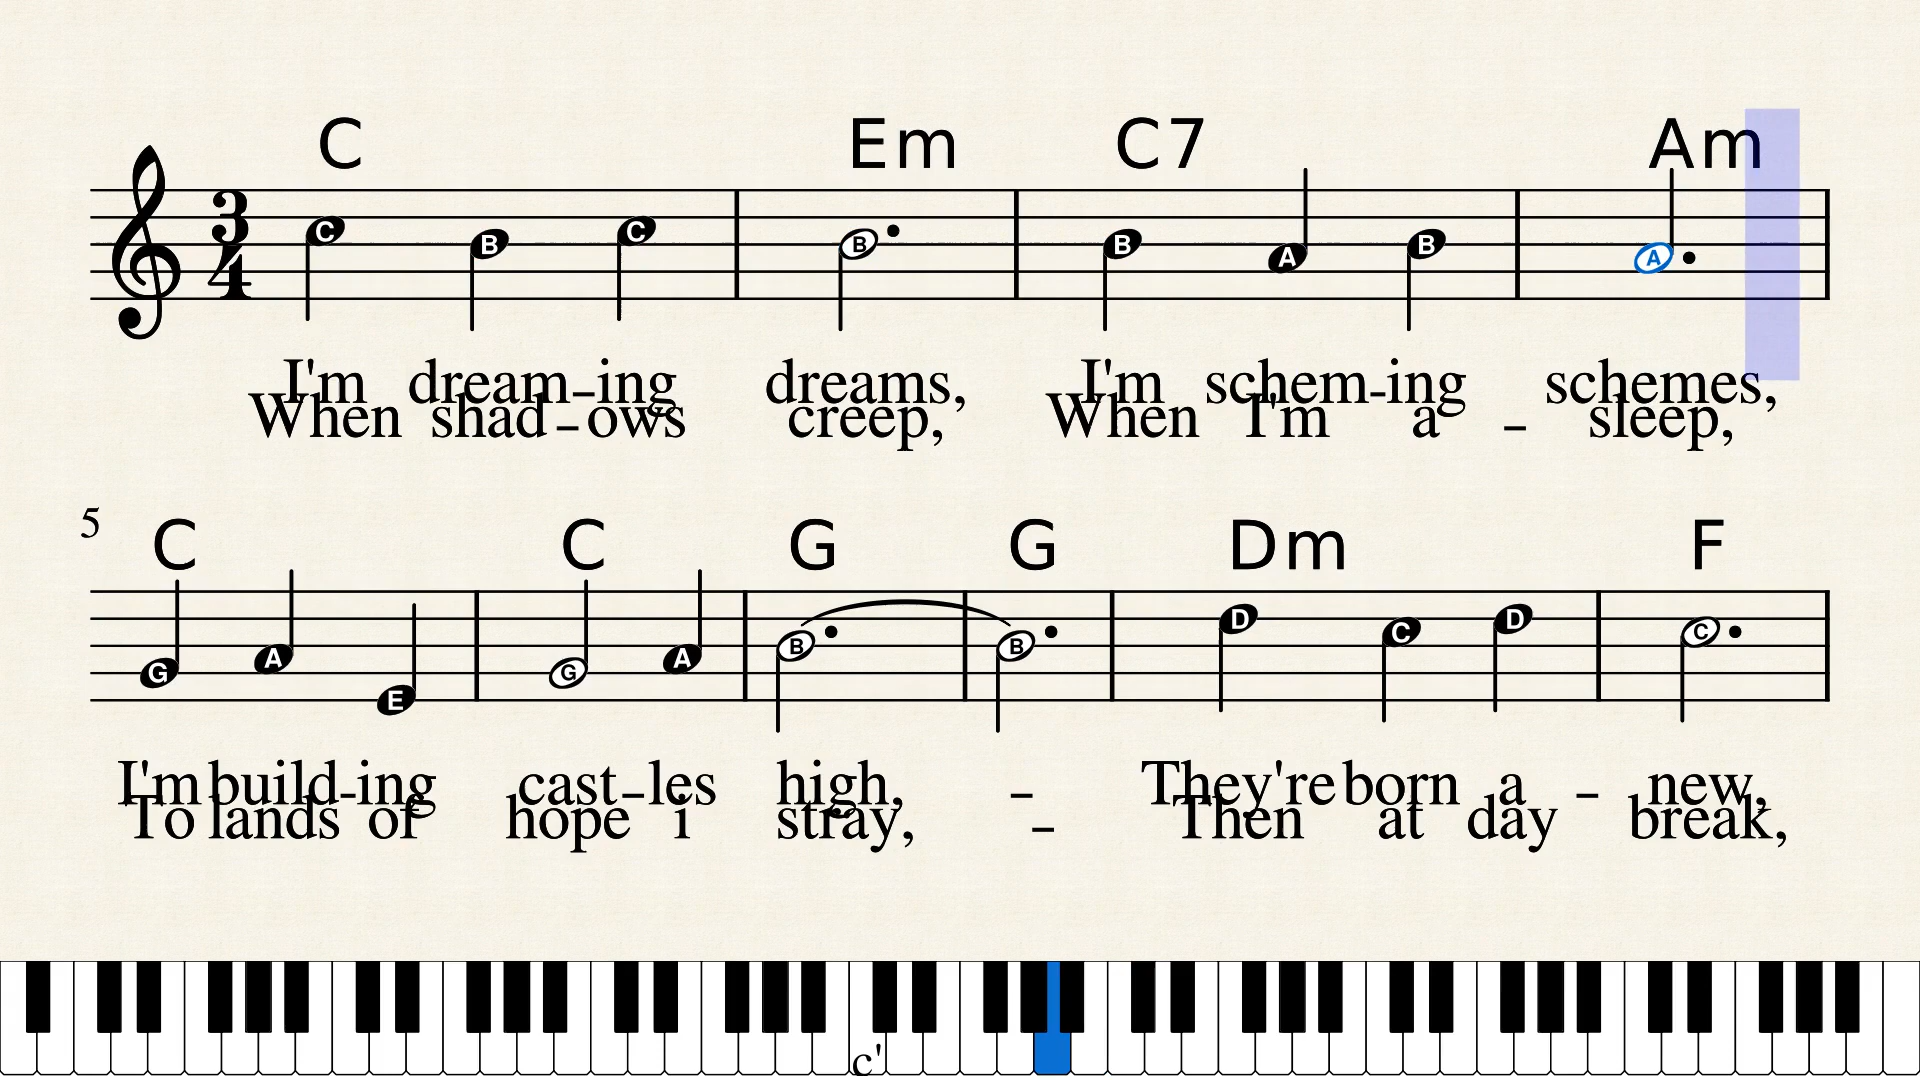 C Em C7 Am
3
4
C B C B B A B A
I'm dream-ing dreams, I'm schem-ing schemes,
When shad-ows creep, When I'm a - sleep,
5
C C G G Dm F
G A E G A B B D C D C
I'm build-ing cast-les high, - They're born a - new,
To lands of hope i stray, - Then at day break,
c'